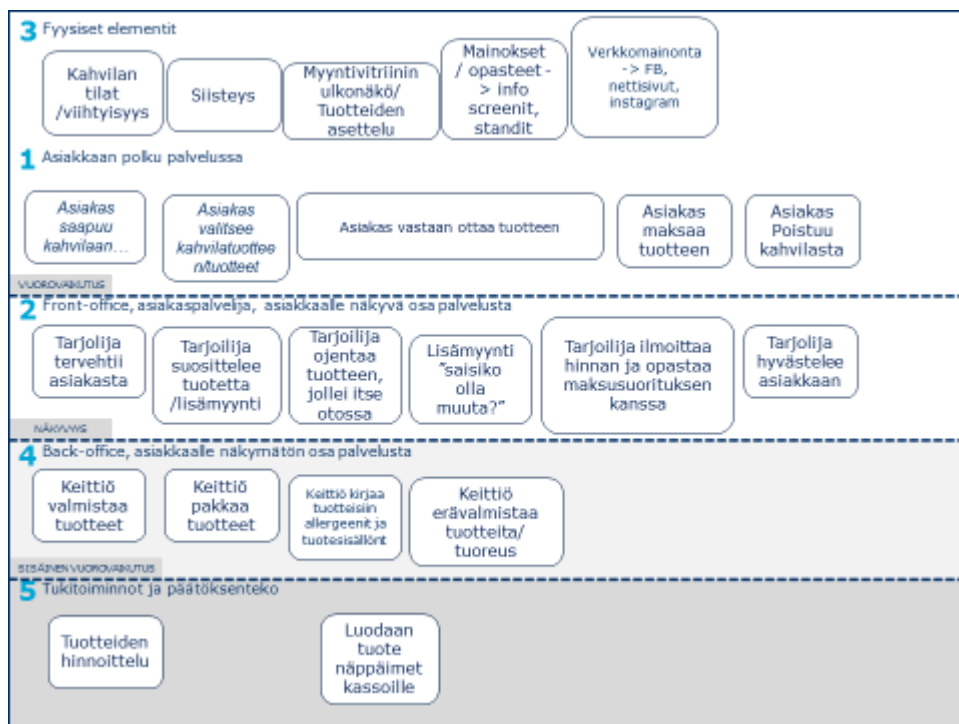 3 Fyysiset elementit
Kahvilan
tilat
/viihtyisyys
Siisteys
Myyntivitriinin
ulkonäkö/
Tuotteiden
asettelu
Mainokset
/ opasteet -
> info
screenit,
standit
Verkkomainonta
-> FB,
nettisivut,
instagram
1 Asiakkaan polku palvelussa
Asiakas
saapuu
kahvilaan...
Asiakas
valitsee
kahvilatuottee
n/tuotteet
Asiakas vastaan ottaa tuotteen
Asiakas
maksaa
tuotteen
Asiakas
Poistuu
kahvilasta
VUOROVAIKUTUS
2 Front-office, asiakaspalvelija, asiakkaalle näkyvä osa palvelusta
Tarjolija
tervehtii
asiakasta
Tarjoilija
suosittelee
tuotetta
/lisämyynti
Tarjoilija
ojentaa
tuotteen,
jollei itse
otossa
Lisämyynti
"saisiko
olla
muuta?"
Tarjoilija ilmoittaa
hinnan ja opastaa
maksusuorituksen
kanssa
Tarjolija
hyvästelee
asiakkaan
NÄKYVYYS
4 Back-office, asiakkaalle näkymätön osa palvelusta
Keittiö
valmistaa
tuotteet
Keittiö
pakkaa
tuotteet
Keittiö kirjaa
tuotteisiin
allergeenit ja
tuotesisällönt
Keittiö
erävalmistaa
tuotteita/
tuoreus
SISÄINEN VUOROVAIKUTUS
5 Tukitoiminnot ja päätöksenteko
Tuotteiden
hinnoittelu
Luodaan
tuote
näppäimet
kassoille